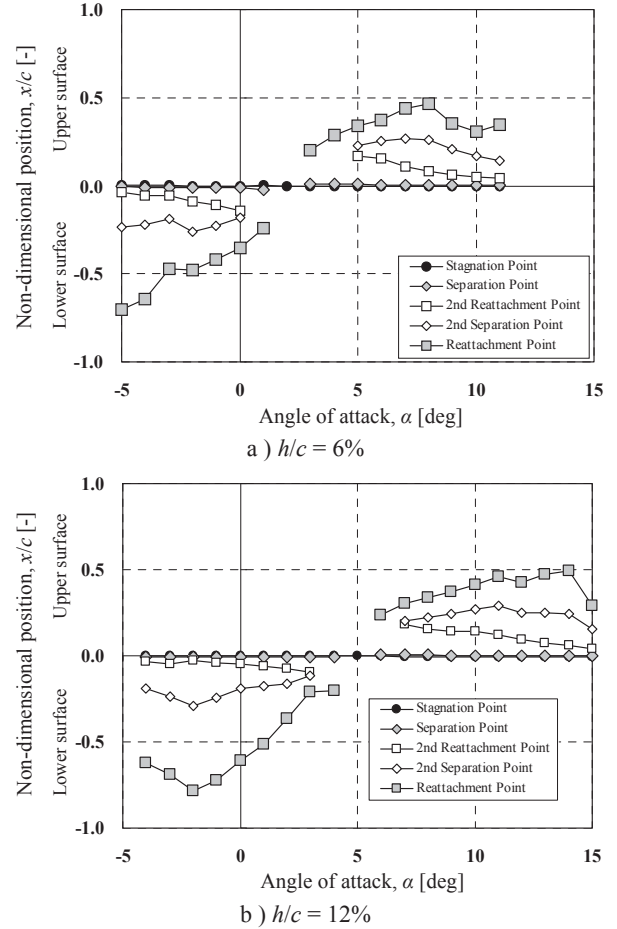 1.0
0.5
0.0
-0.5
-1.0
Non-dimensional position, x/c [-]
Lower surface
Upper surface
Stagnation Point
Separation Point
2nd Reattachment Point
2nd Separation Point
Reattachment Point
-5 0 5 10 15
Angle of attack, α [deg]
a ) h/c = 6%
1.0
0.5
0.0
-0.5
-1.0
Non-dimensional position, x/c [-]
Lower surface
Upper surface
Stagnation Point
Separation Point
2nd Reattachment Point
2nd Separation Point
Reattachment Point
-5 0 5 10 15
Angle of attack, α [deg]
b ) h/c = 12%